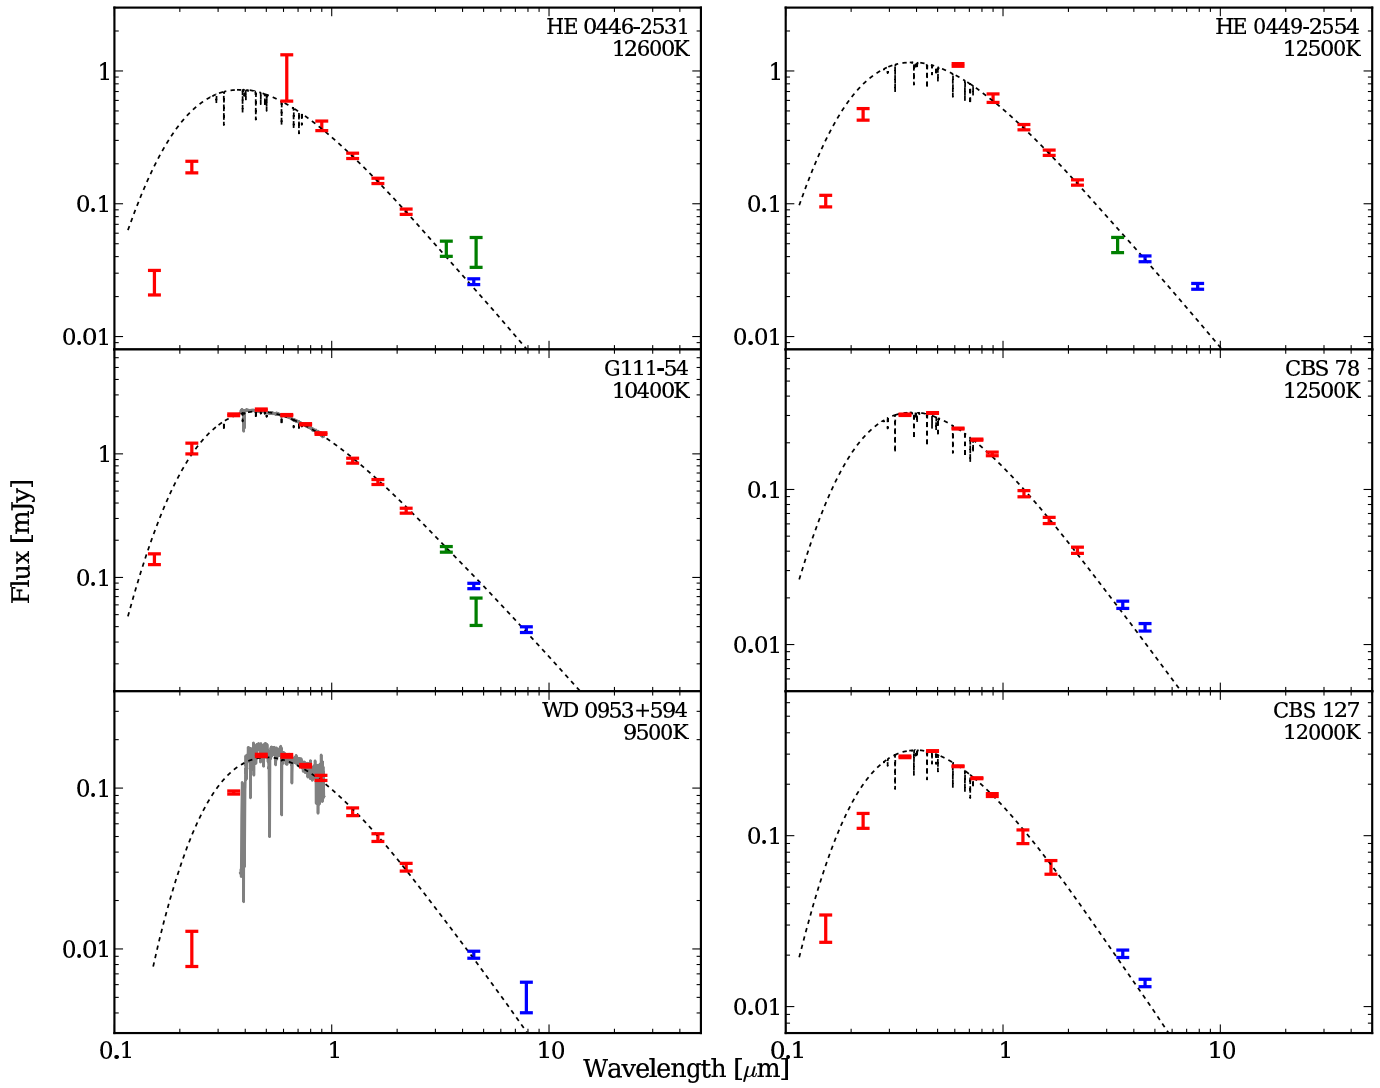 HE 0446-2531
12600K
1
0.1
0.01
HE 0449-2554
12500K
1
0.1
0.01
G111-54
10400K
1
0.1
CBS 78
12500K
0.1
0.01
WD 0953+594
9500K
0.1
0.01
CBS 127
12000K
0.1
0.01
Flux [mJy]
0.1 1 10
0.1 1 10
Wavelength [μm]